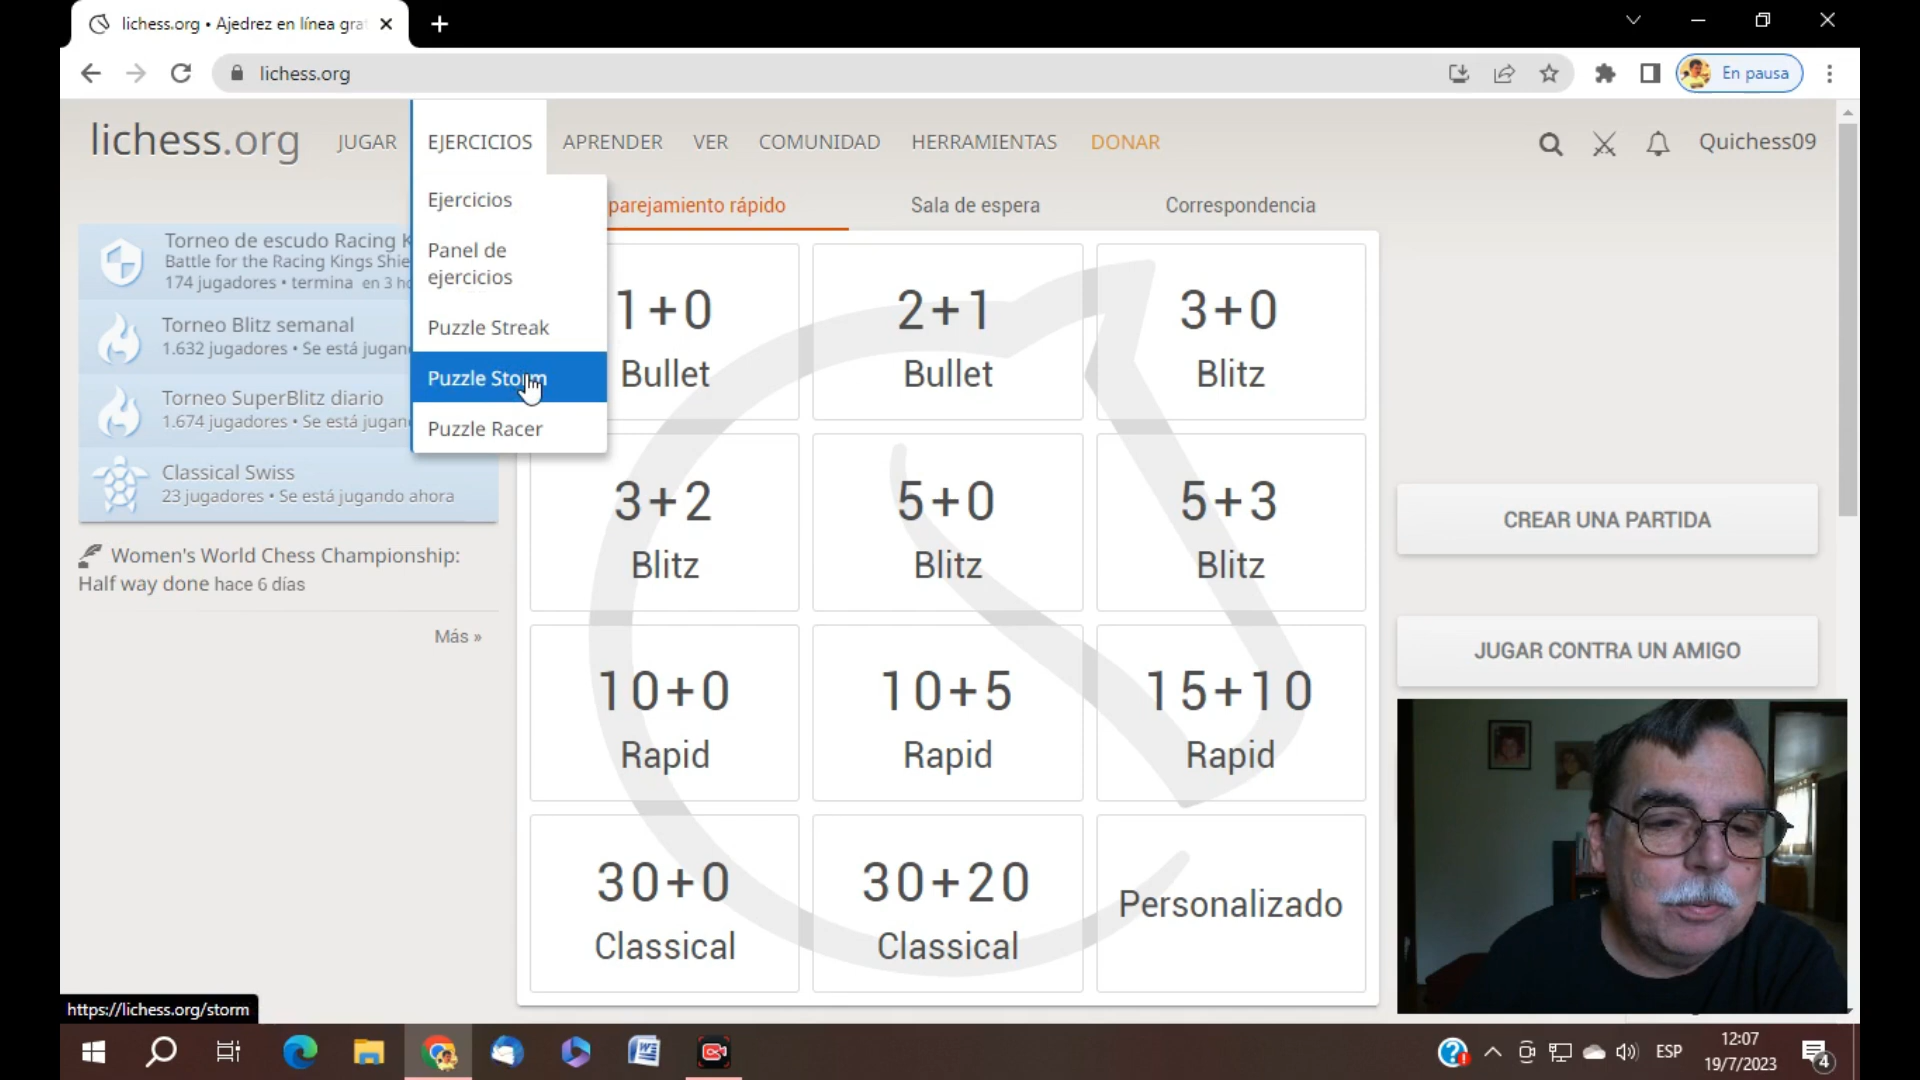 lichess.org • Ajedrez en línea gra
lichess.org
En pausa
lichess.org
JUGAR
EJERCICIOS
APRENDER
VER
COMUNIDAD
HERRAMIENTAS
DONAR
Quichess09
Ejercicios
Panel de
ejercicios
Puzzle Streak
Puzzle Storm
Puzzle Racer
parejamiento rápido
Sala de espera
Correspondencia
Torneo de escudo Racing K
Battle for the Racing Kings Shie
174 jugadores • termina en 3 ho
Torneo Blitz semanal
1.632 jugadores • Se está jugan
Torneo SuperBlitz diario
1.674 jugadores • Se está jugan
Classical Swiss
23 jugadores • Se está jugando ahora
Women's World Chess Championship:
Half way done hace 6 días
Más »
1+0
Bullet
2+1
Bullet
3+0
Blitz
3+2
Blitz
5+0
Blitz
5+3
Blitz
10+0
Rapid
10+5
Rapid
15+10
Rapid
30+0
Classical
30+20
Classical
Personalizado
CREAR UNA PARTIDA
JUGAR CONTRA UN AMIGO
https://lichess.org/storm
ESP
12:07
19/7/2023
4